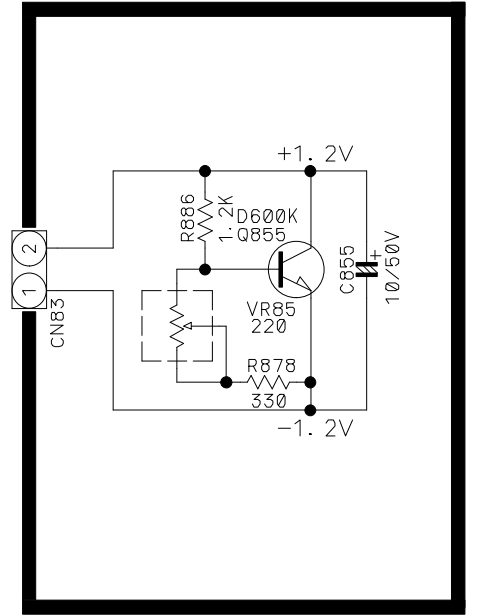 +1.2V
R886
1.2K
D600K
Q855
C855
+
10/50V
2
1
CN83
VR85
220
R878
330
-1.2V